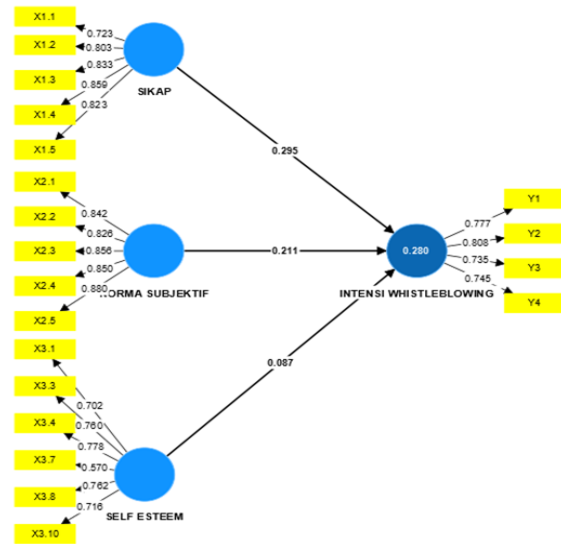 X1.1
X1.2
X1.3
X1.4
X1.5
0.723
0.803
0.833
0.859
0.823
SIKAP
0.295
X2.1
X2.2
X2.3
X2.4
X2.5
0.842
0.826
0.856
0.850
0.880
NORMA SUBJEKTIF
0.211
X3.1
X3.3
X3.4
X3.7
X3.8
X3.10
0.702
0.760
0.778
0.570
0.762
0.716
SELF ESTEEM
0.087
0.280
INTENSI WHISTLEBLOWING
0.777
0.808
0.735
0.745
Y1
Y2
Y3
Y4